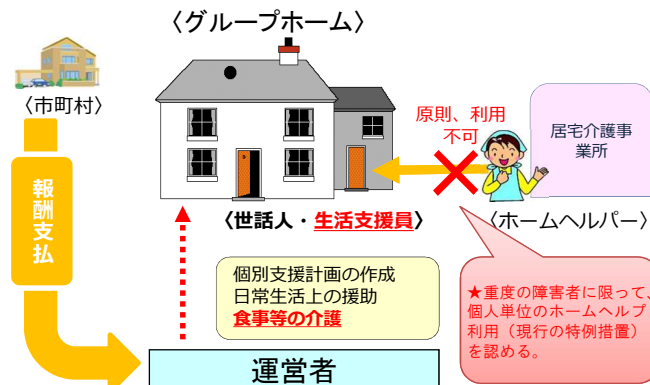 〈グループホーム〉
〈市町村〉
原則、利用
不可
居宅介護事
業所
報酬支払
〈世話人・生活支援員〉
〈ホームヘルパー〉
個別支援計画の作成
日常生活上の援助
食事等の介護
★重度の障害者に限って、
個人単位のホームヘルプ
利用（現行の特例措置）
を認める。
運営者